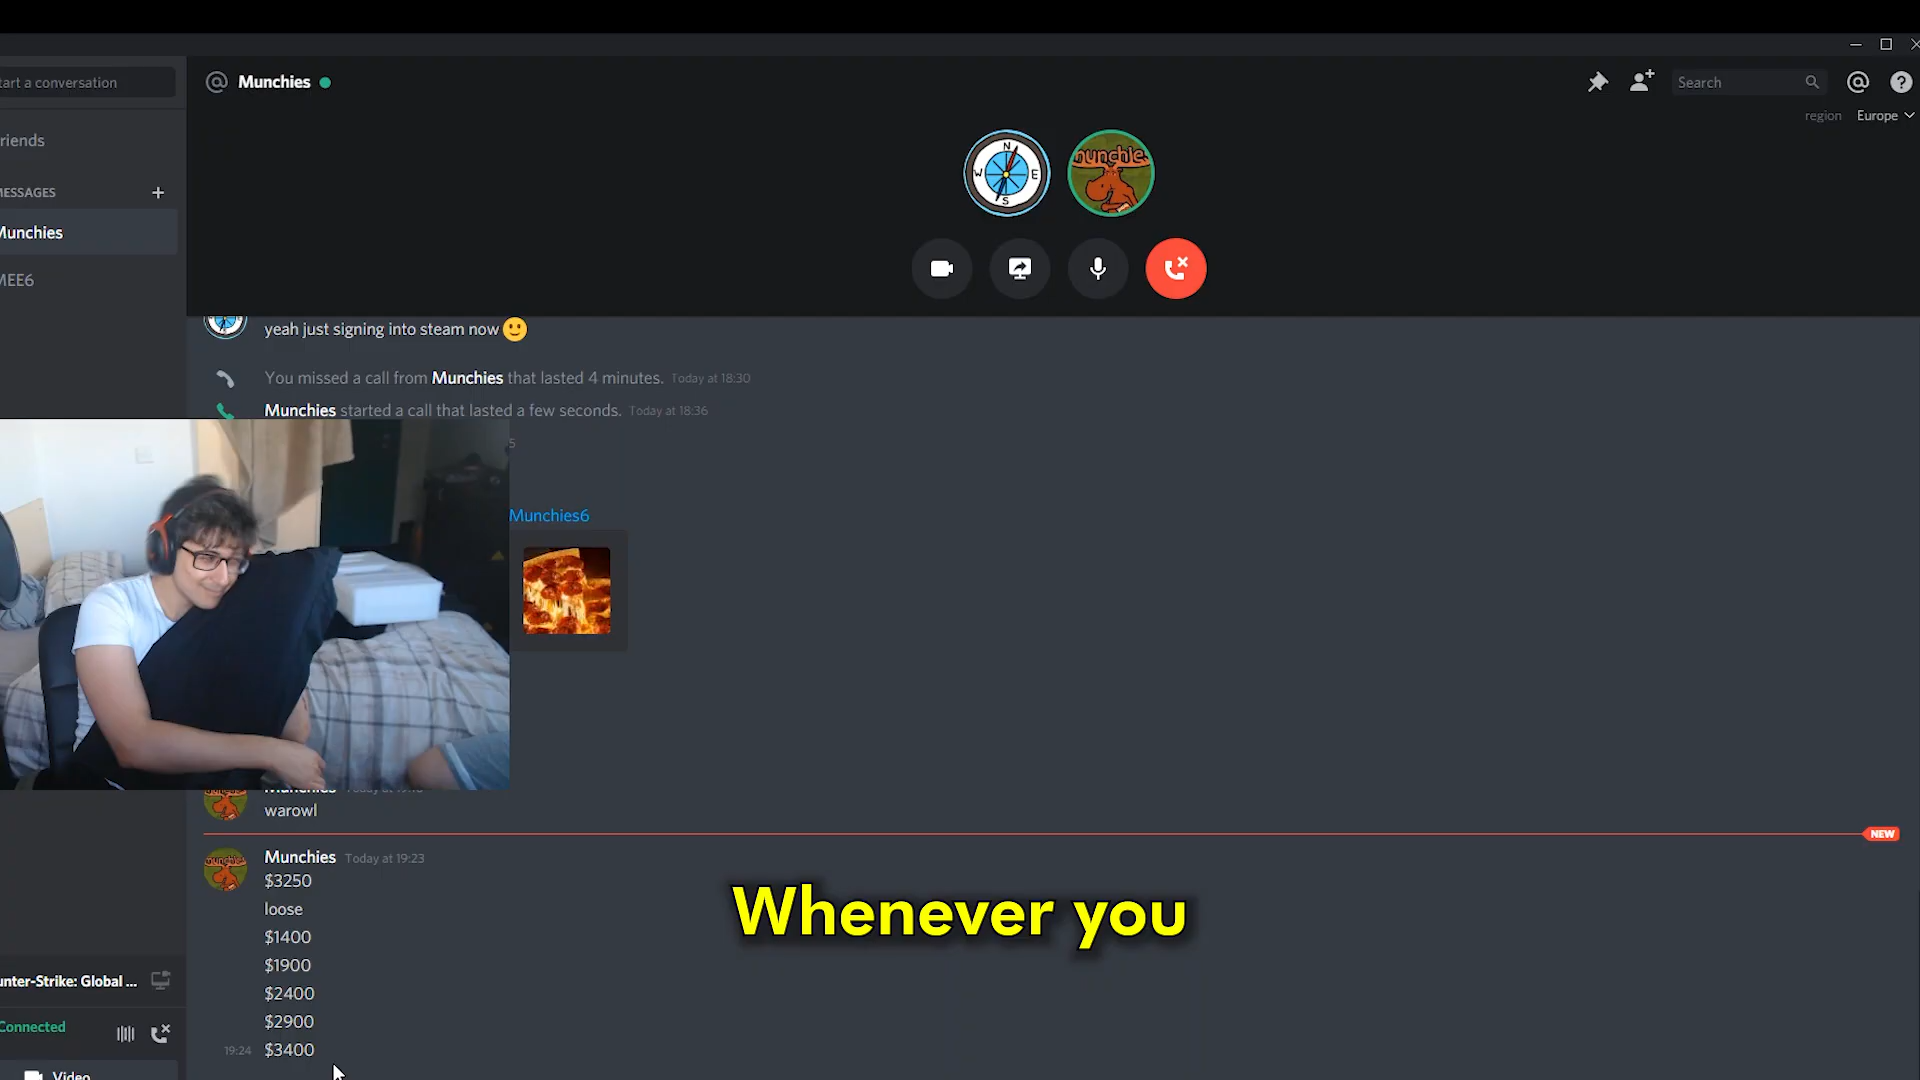 tart a conversation
Munchies
Search
region Europe
riends
ESSAGES
Munchies
MEE6
N
W E
S
munchie
yeah just signing into steam now
You missed a call from Munchies that lasted 4 minutes. Today at 18:30
Munchies started a call that lasted a few seconds. Today at 18:36
5
Munchies6
Munchies
warowl
NEW
Munchies Today at 19:23
$3250
loose
$1400
$1900
$2400
$2900
19:24 $3400
Whenever you
unter-Strike: Global ...
Connected
Video